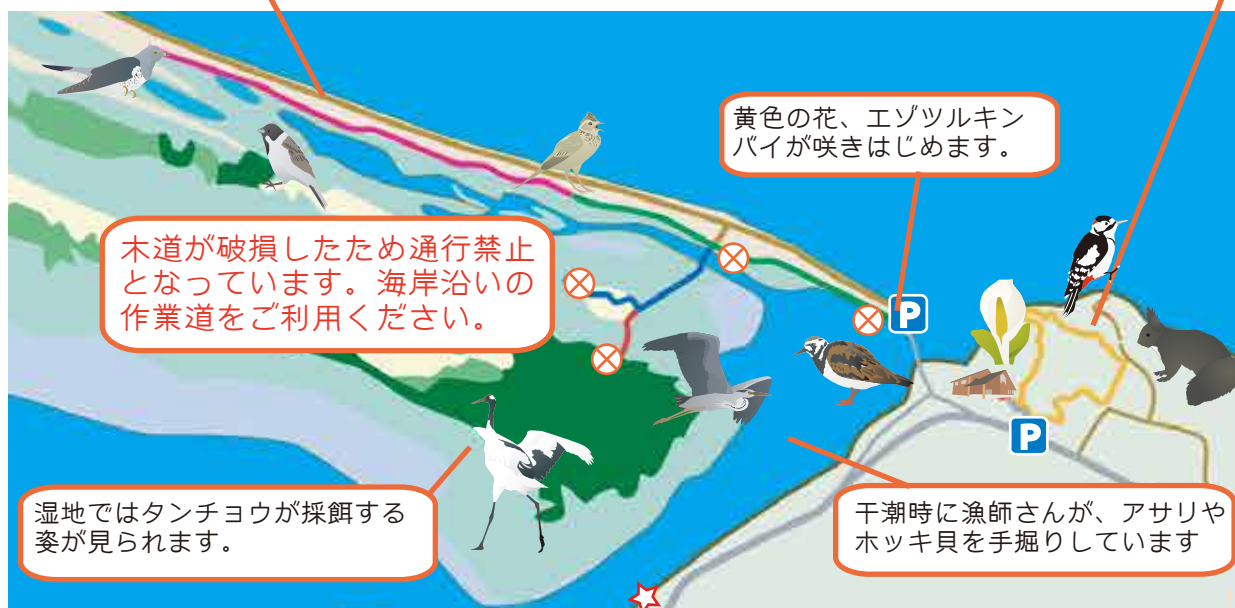 黄色の花、エゾツルキン
バイが咲きはじめます。
木道が破損したため通行禁止
となっています。海岸沿いの
作業道をご利用ください。
P
P
湿地ではタンチョウが採餌する
姿が見られます。
干潮時に漁師さんが、アサリや
ホッキ貝を手掘りしています